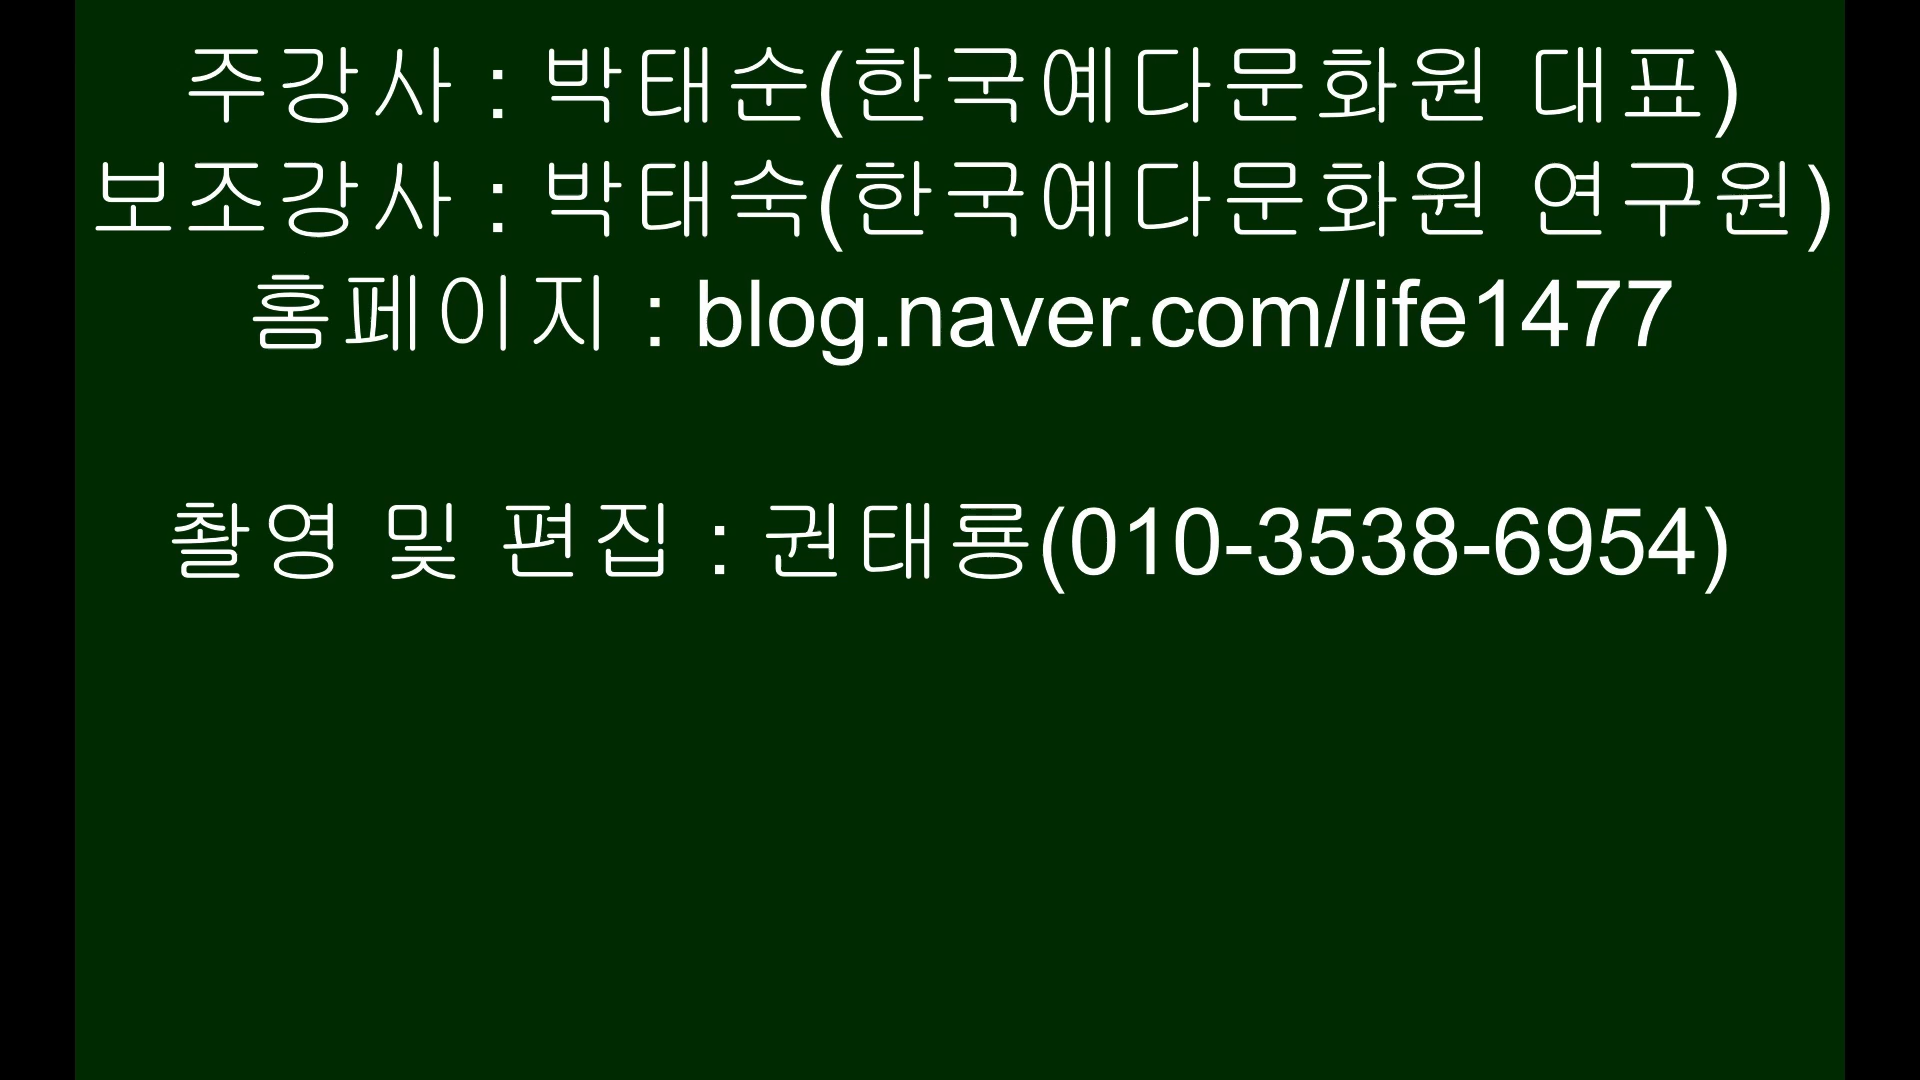 주강사 : 박태순(한국예다문화원 대표)
보조강사 : 박태숙(한국예다문화원 연구원)
홈페이지 : blog.naver.com/life1477
촬영 및 편집 : 권태룡(010-3538-6954)